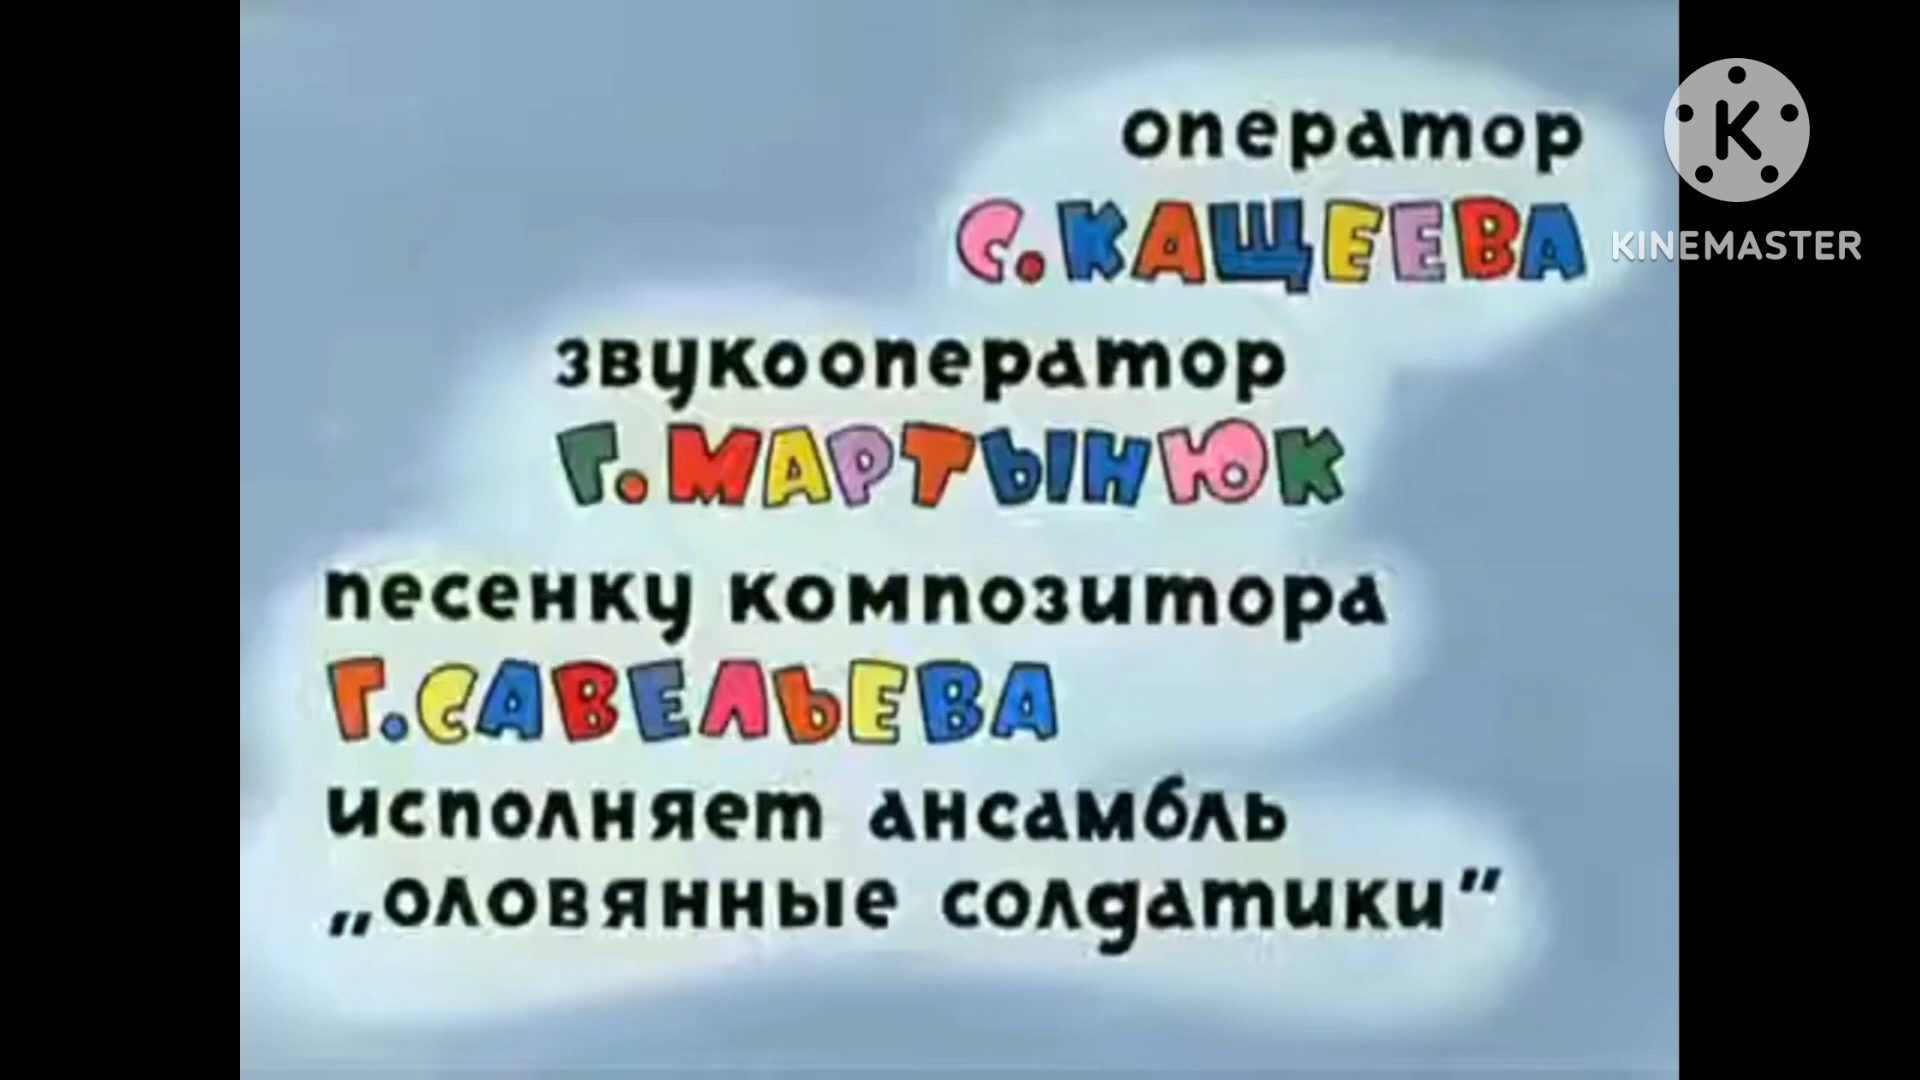 оператор
С.КАЩЕЕВА
K
KINEMASTER
звукооператор
Г.МАРТЫНЮК
песенку композитора
Г.САВЕЛЬЕВА
исполняет ансамбль
„оловянные солдатики"